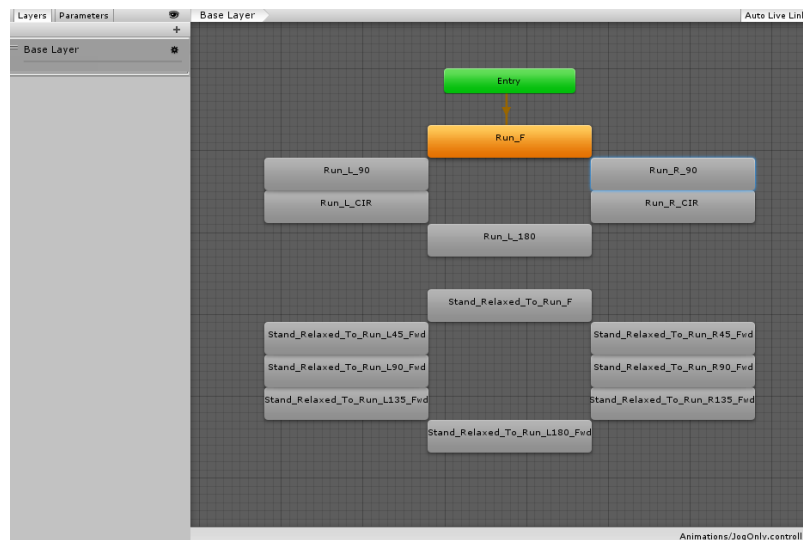 Layers Parameters Base Layer Auto Live Lin
+
Base Layer
Entry
Run_F
Run_L_90 Run_R_90
Run_L_CIR Run_R_CIR
Run_L_180
Stand_Relaxed_To_Run_F
Stand_Relaxed_To_Run_L45_Fwd Stand_Relaxed_To_Run_R45_Fwd
Stand_Relaxed_To_Run_L90_Fwd Stand_Relaxed_To_Run_R90_Fwd
Stand_Relaxed_To_Run_L135_Fwd Stand_Relaxed_To_Run_R135_Fwd
Stand_Relaxed_To_Run_L180_Fwd
Animations/JogOnly.controll